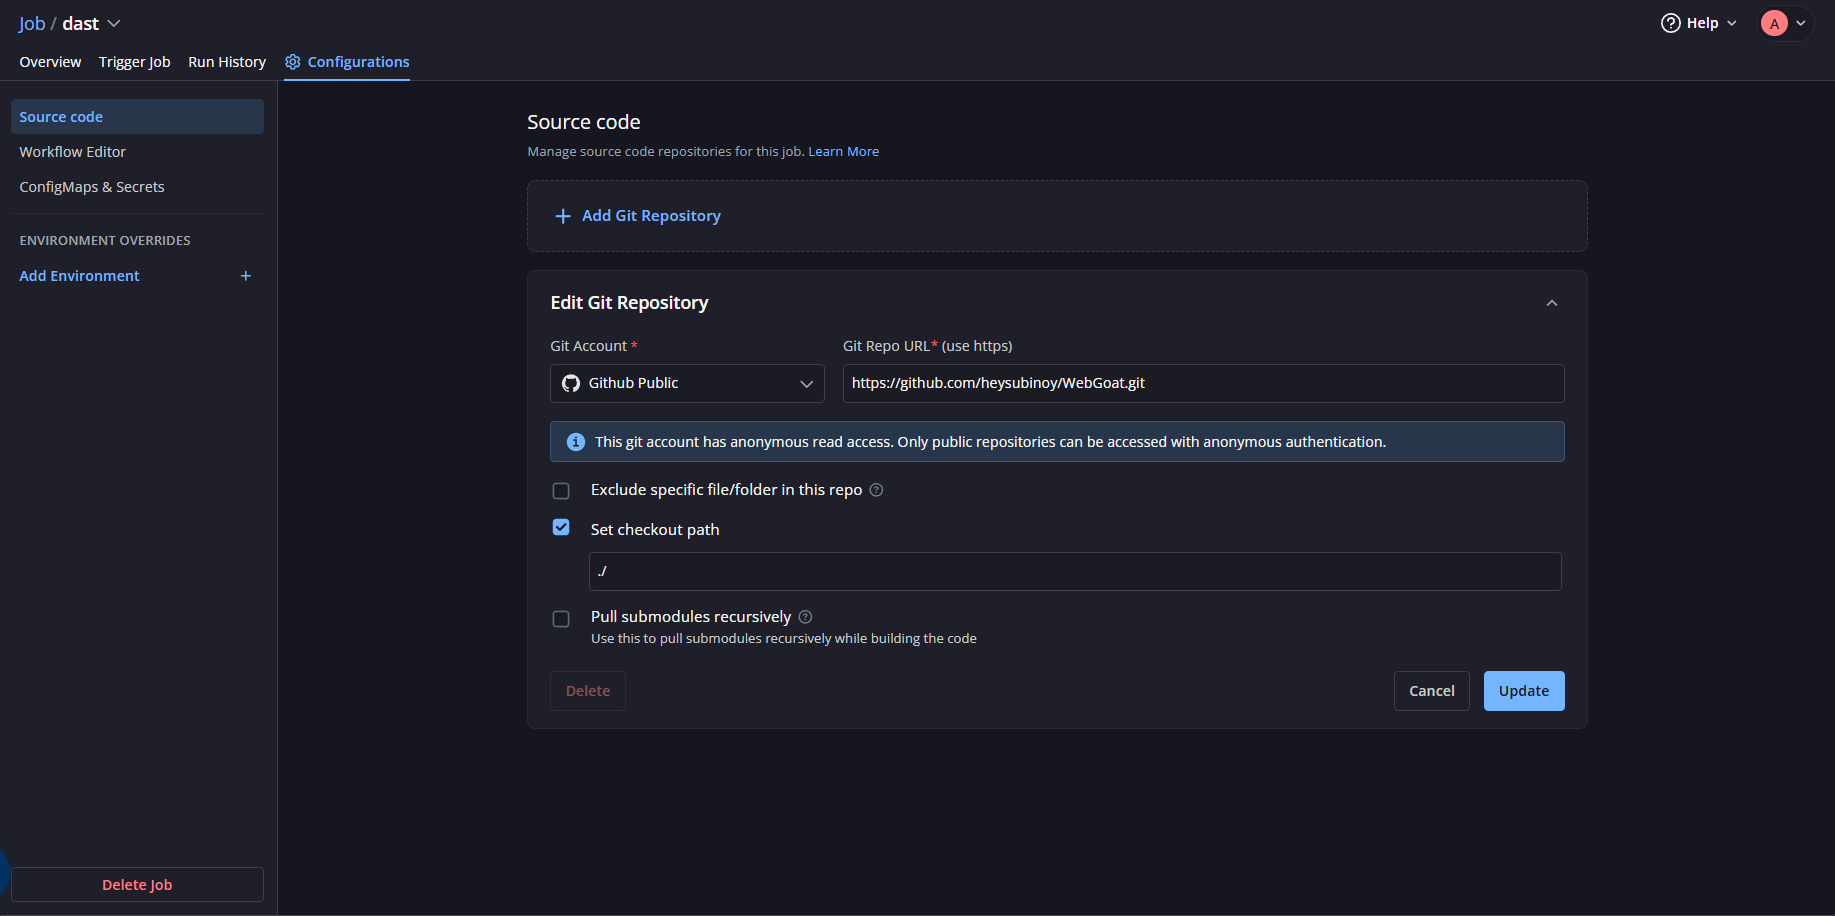 Job / dast
Help
A
Overview Trigger Job Run History Configurations
Source code
Workflow Editor
ConfigMaps & Secrets
ENVIRONMENT OVERRIDES
Add Environment +
Delete Job
Source code
Manage source code repositories for this job. Learn More
+ Add Git Repository
Edit Git Repository
Git Account * Git Repo URL* (use https)
Github Public https://github.com/heysubinoy/WebGoat.git
This git account has anonymous read access. Only public repositories can be accessed with anonymous authentication.
Exclude specific file/folder in this repo
Set checkout path
./
Pull submodules recursively
Use this to pull submodules recursively while building the code
Delete Cancel Update